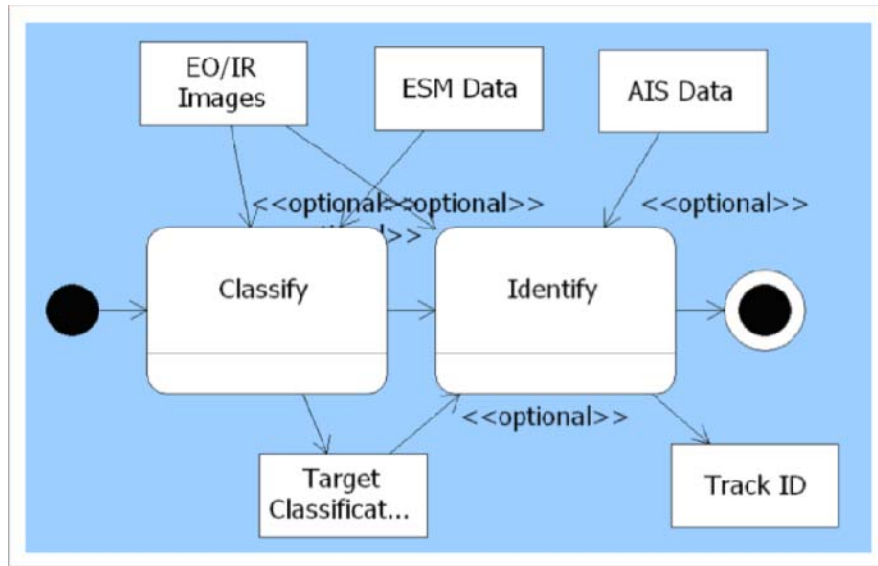 EO/IR
Images
ESM Data
AIS Data
<<optional>>
<<optional>>
<<optional>>
Classify
Identify
<<optional>>
Target
Classificat...
Track ID